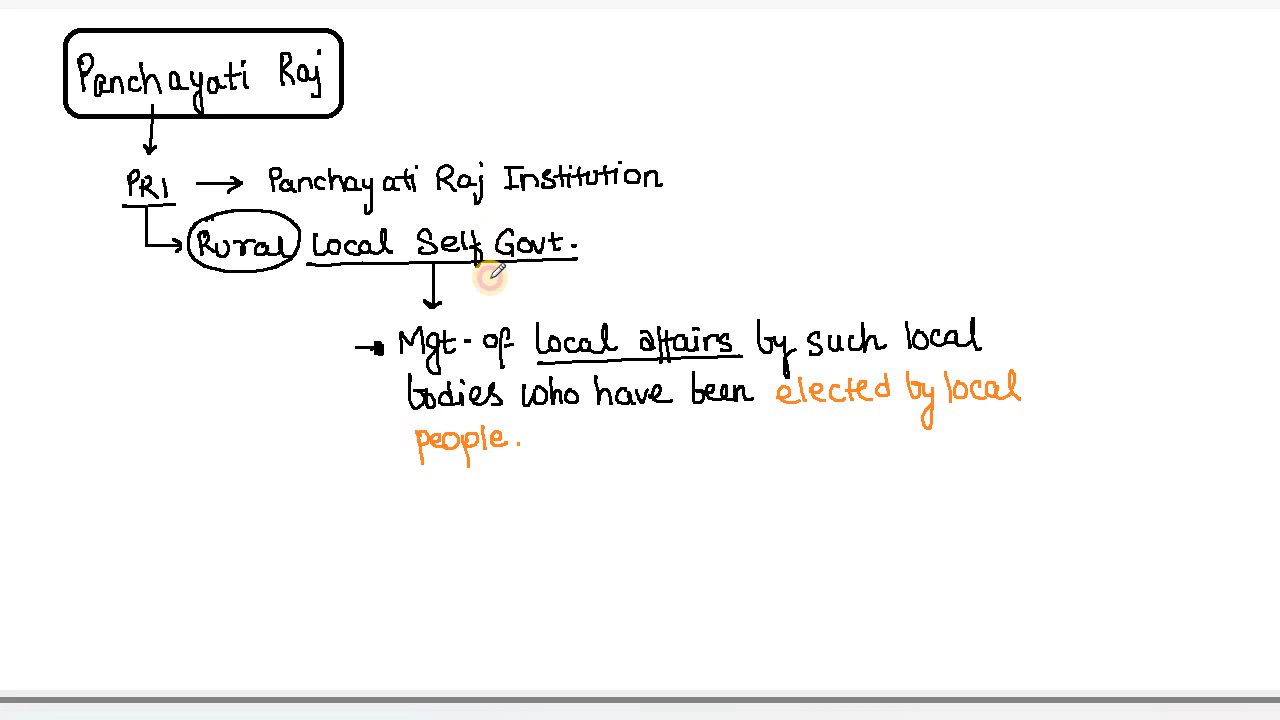 Panchayati Raj
PRI → Panchayati Raj Institution
Rural Local Self Govt.
→ Mgt. of local affairs by such local
bodies who have been elected by local
people.